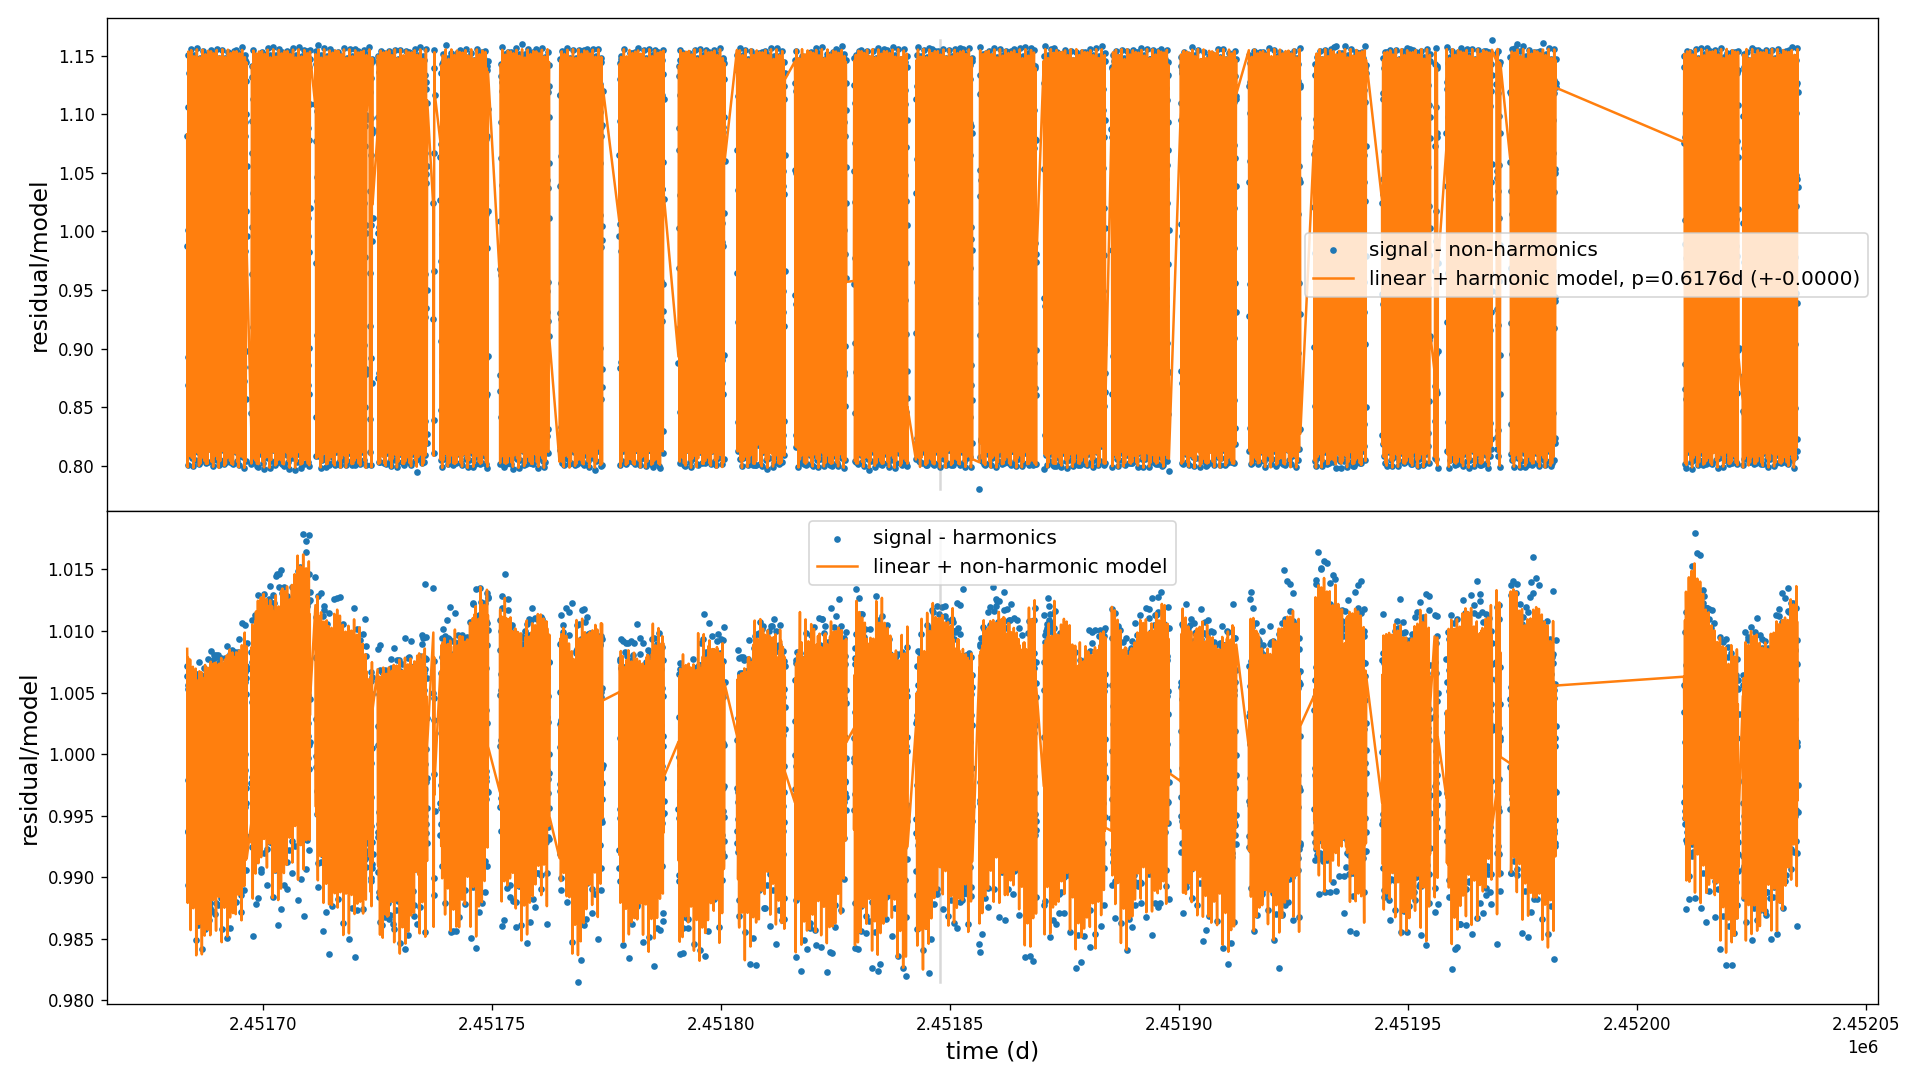 1.15
1.10
1.05
1.00
0.95
0.90
0.85
0.80
residual/model
signal - non-harmonics
linear + harmonic model, p=0.6176d (+-0.0000)
signal - harmonics
linear + non-harmonic model
1.015
1.010
1.005
1.000
0.995
0.990
0.985
0.980
residual/model
2.45170 2.45175 2.45180 2.45185 2.45190 2.45195 2.45200 2.45205
time (d)
1e6